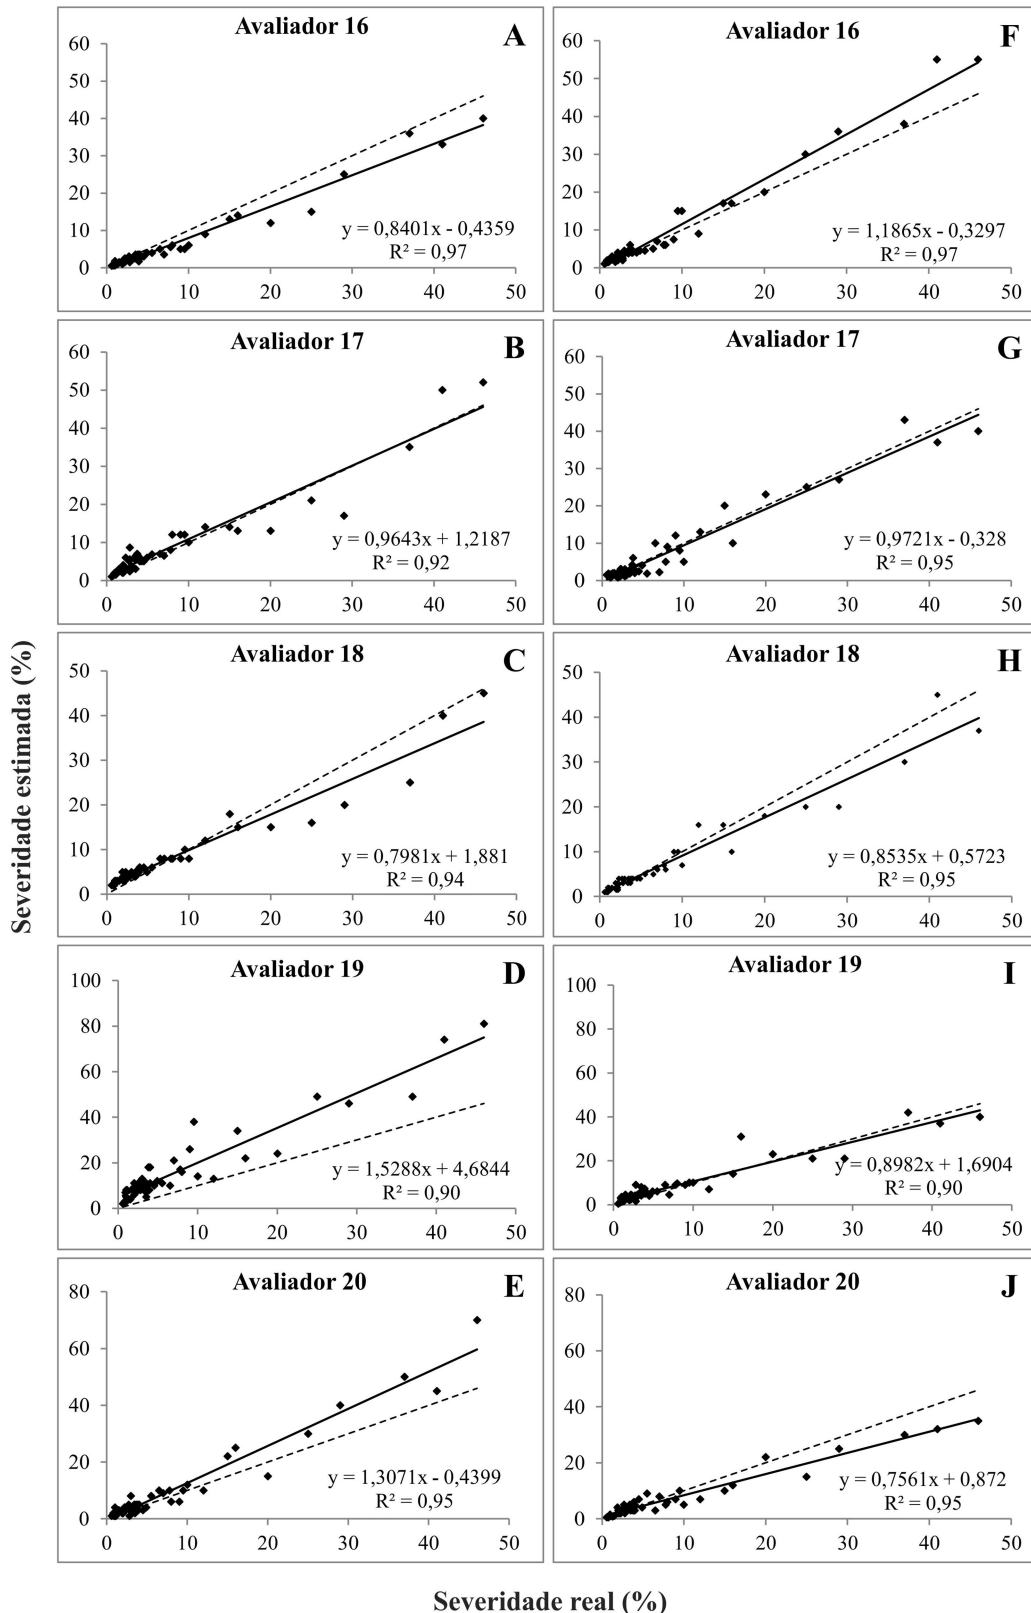 Avaliador 16 A
60
50
40
30
20
10
0
y = 0,8401x - 0,4359
R² = 0,97
0 10 20 30 40 50
Avaliador 16 F
60
50
40
30
20
10
0
y = 1,1865x - 0,3297
R² = 0,97
0 10 20 30 40 50
Avaliador 17 B
60
50
40
30
20
10
0
y = 0,9643x + 1,2187
R² = 0,92
0 10 20 30 40 50
Avaliador 17 G
60
50
40
30
20
10
0
y = 0,9721x - 0,328
R² = 0,95
0 10 20 30 40 50
Severidade estimada (%)
Avaliador 18 C
50
40
30
20
10
0
y = 0,7981x + 1,881
R² = 0,94
0 10 20 30 40 50
Avaliador 18 H
50
40
30
20
10
0
y = 0,8535x + 0,5723
R² = 0,95
0 10 20 30 40 50
Avaliador 19 D
100
80
60
40
20
0
y = 1,5288x + 4,6844
R² = 0,90
0 10 20 30 40 50
Avaliador 19 I
100
80
60
40
20
0
y = 0,8982x + 1,6904
R² = 0,90
0 10 20 30 40 50
Avaliador 20 E
80
60
40
20
0
y = 1,3071x - 0,4399
R² = 0,95
0 10 20 30 40 50
Avaliador 20 J
80
60
40
20
0
y = 0,7561x + 0,872
R² = 0,95
0 10 20 30 40 50
Severidade real (%)